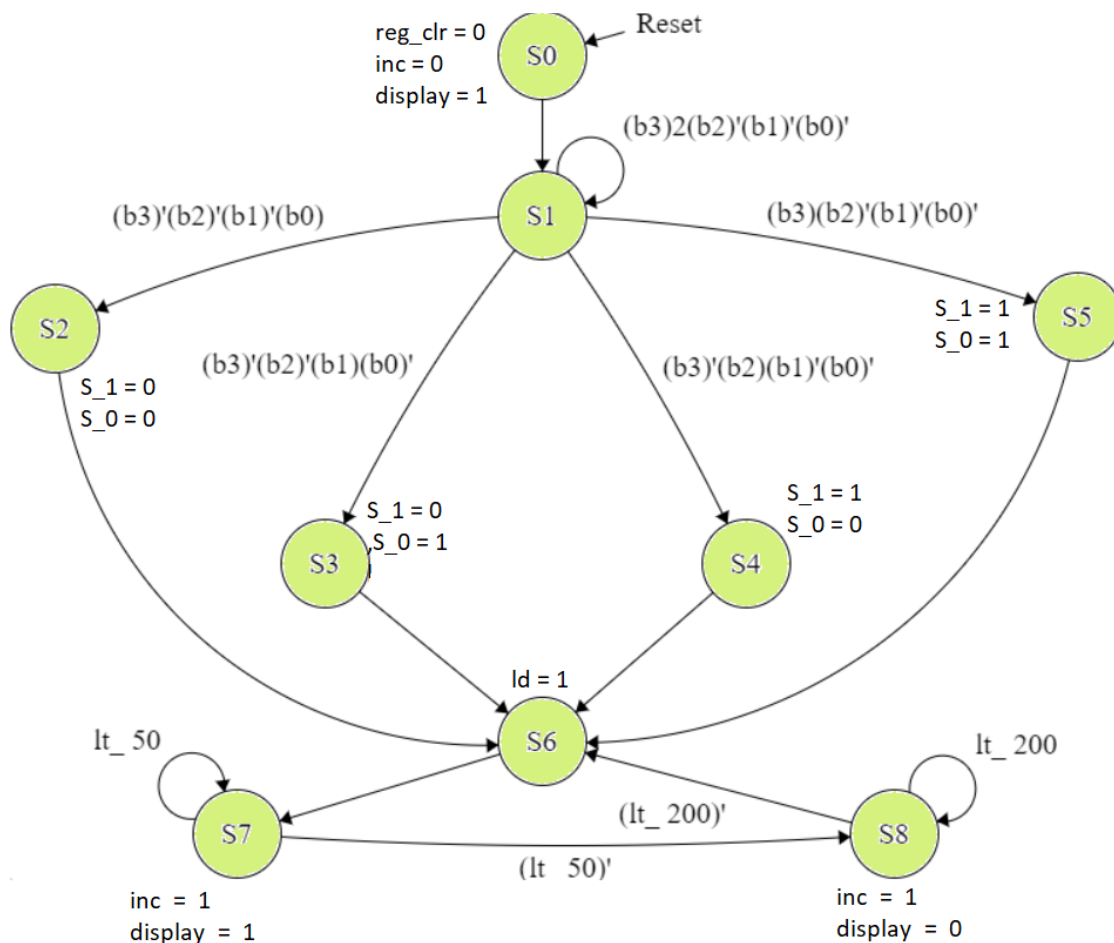 reg_clr = 0
inc = 0
display = 1
S0
Reset
(b3)2(b2)'(b1)'(b0)'
(b3)'(b2)'(b1)'(b0)
S1
(b3)(b2)'(b1)'(b0)'
S2
S_1 = 0
S_0 = 0
S_1 = 1
S_0 = 1
S5
(b3)'(b2)'(b1)(b0)'
(b3)'(b2)(b1)'(b0)'
S3
S_1 = 0
,S_0 = 1
S4
S_1 = 1
S_0 = 0
ld = 1
S6
lt_ 50
S7
(lt_ 200)'
(lt 50)'
lt_ 200
S8
inc = 1
display = 1
inc = 1
display = 0